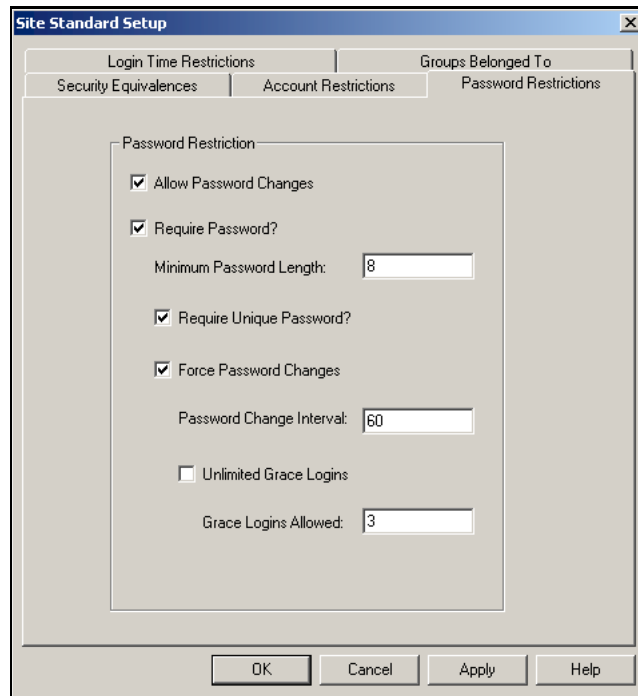 Site Standard Setup
Login Time Restrictions
Groups Belonged To
Security Equivalences
Account Restrictions
Password Restrictions
Password Restriction
Allow Password Changes
Require Password?
Minimum Password Length: 8
Require Unique Password?
Force Password Changes
Password Change Interval: 60
Unlimited Grace Logins
Grace Logins Allowed: 3
OK
Cancel
Apply
Help